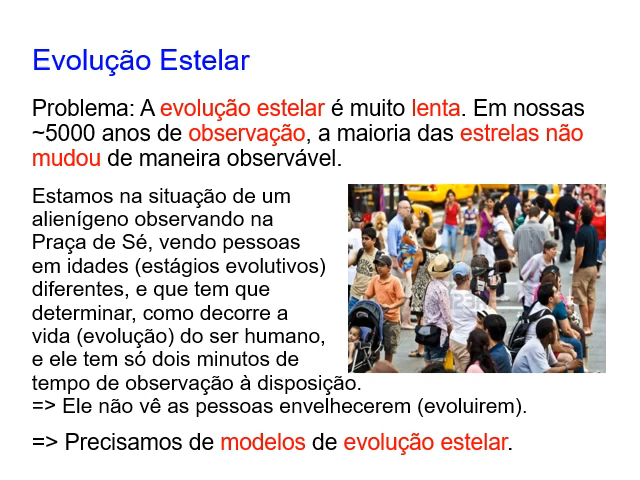 Evolução Estelar
Problema: A evolução estelar é muito lenta. Em nossas
~5000 anos de observação, a maioria das estrelas não
mudou de maneira observável.
Estamos na situação de um
alienígeno observando na
Praça de Sé, vendo pessoas
em idades (estágios evolutivos)
diferentes, e que tem que
determinar, como decorre a
vida (evolução) do ser humano,
e ele tem só dois minutos de
tempo de observação à disposição.
=> Ele não vê as pessoas envelhecerem (evoluirem).
=> Precisamos de modelos de evolução estelar.